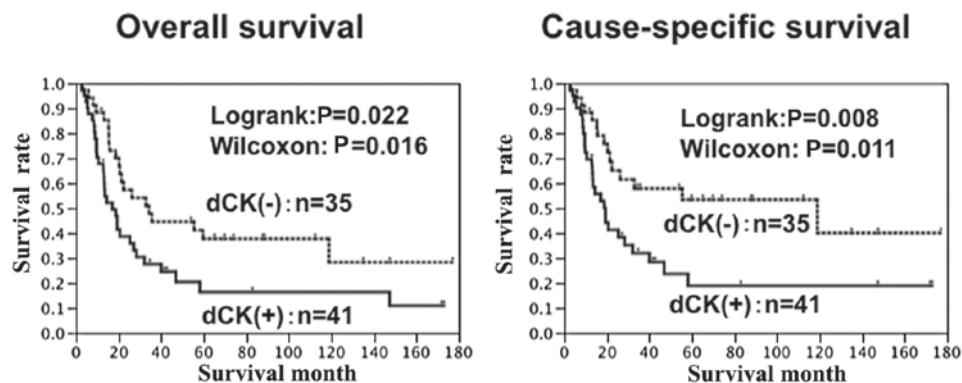 Overall survival
Survival rate
1.0
0.9
0.8
0.7
0.6
0.5
0.4
0.3
0.2
0.1
0.0
Logrank:P=0.022
Wilcoxon: P=0.016
dCK(-):n=35
dCK(+):n=41
0 20 40 60 80 100 120 140 160 180
Survival month
Cause-specific survival
Survival rate
1.0
0.9
0.8
0.7
0.6
0.5
0.4
0.3
0.2
0.1
0.0
Logrank:P=0.008
Wilcoxon: P=0.011
dCK(-):n=35
dCK(+):n=41
0 20 40 60 80 100 120 140 160 180
Survival month